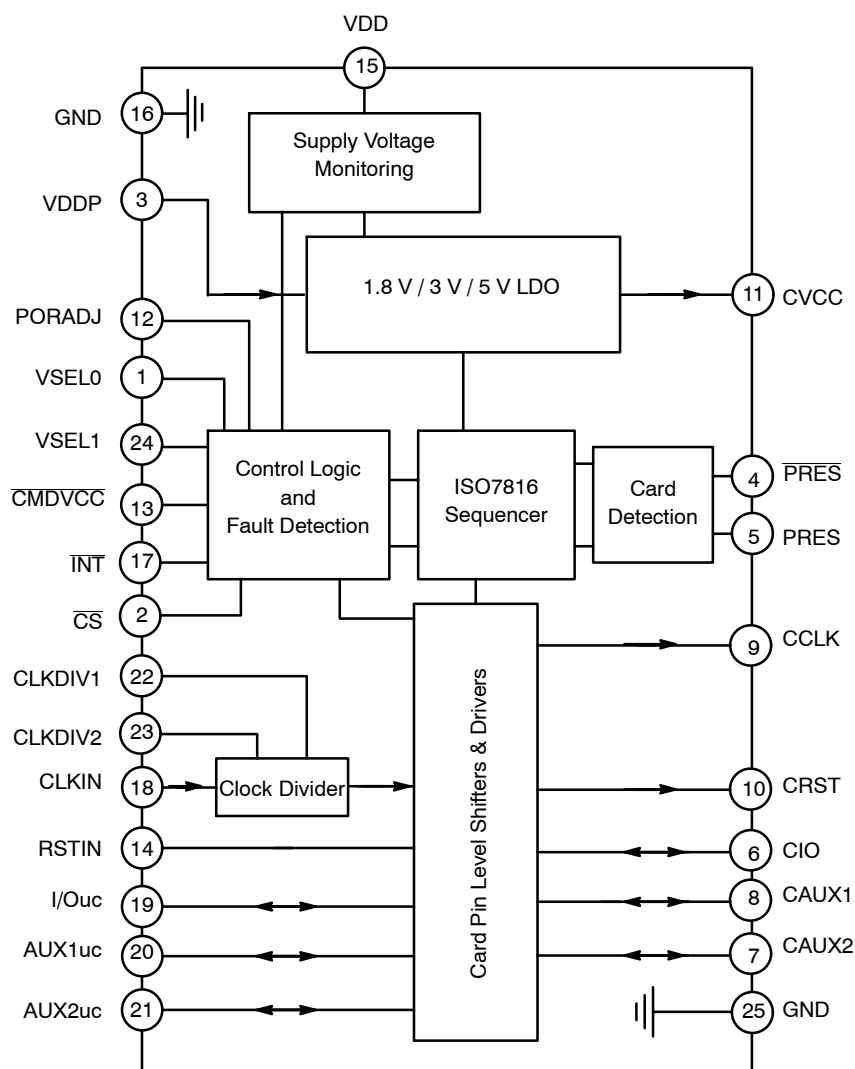 VDD
15
GND
16
Supply Voltage
Monitoring
VDDP
3
1.8 V / 3 V / 5 V LDO
11
CVCC
PORADJ
12
VSEL0
1
VSEL1
24
CMDVCC
13
INT
17
CS
2
Control Logic
and
Fault Detection
ISO7816
Sequencer
Card
Detection
4
PRES
5
PRES
CLKDIV1
22
CLKDIV2
23
CLKIN
18
Clock Divider
RSTIN
14
I/Ouc
19
AUX1uc
20
AUX2uc
21
Card Pin Level Shifters & Drivers
9
CCLK
10
CRST
6
CIO
8
CAUX1
7
CAUX2
25
GND